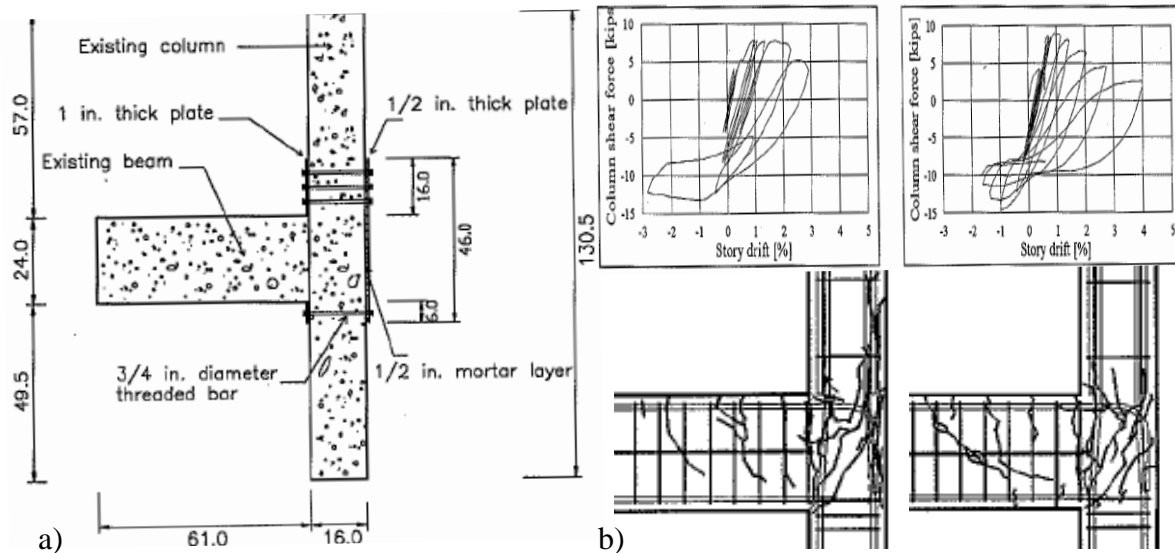 Existing column
1 in. thick plate
1/2 in. thick plate
Existing beam
57.0
24.0
49.5
16.0
46.0
6.0
130.5
3/4 in. diameter
threaded bar
1/2 in. mortar layer
61.0
16.0
a)
Column shear force [kips]
10
5
0
-5
-10
-15
-3 -2 -1 0 1 2 3 4 5
Story drift [%]
Column shear force [kips]
10
5
0
-5
-10
-15
-3 -2 -1 0 1 2 3 4 5 6
Story drift [%]
b)